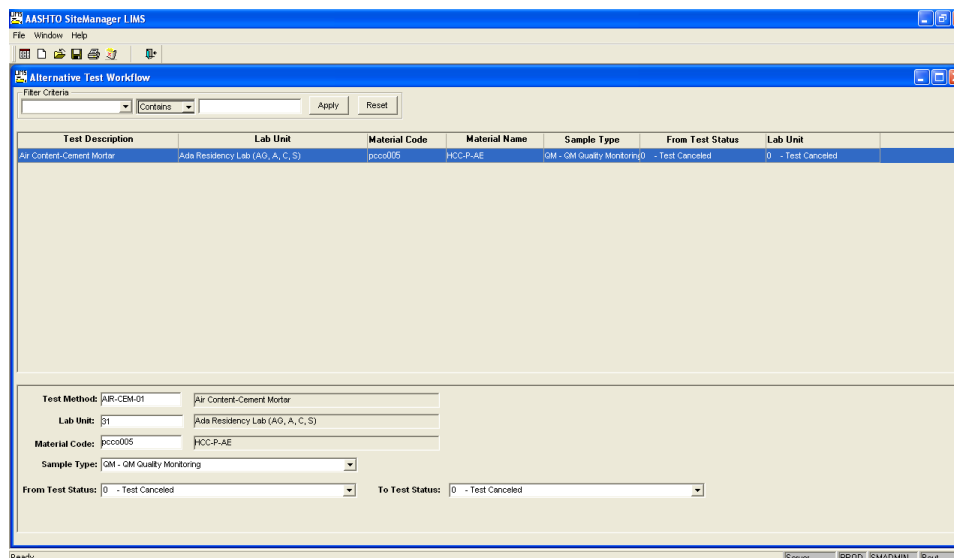 AASHTO SiteManager LIMS
File Window Help
Alternative Test Workflow
Filter Criteria
Contains Apply Reset
Test Description Lab Unit Material Code Material Name Sample Type From Test Status Lab Unit
Air Content-Cement Mortar Ada Residency Lab (AG, A, C, S) pcco005 HCC-P-AE QM - QM Quality Monitoring 0 - Test Canceled 0 - Test Canceled
Test Method: AIR-CEM-01 Air Content-Cement Mortar
Lab Unit: 31 Ada Residency Lab (AG, A, C, S)
Material Code: pcco005 HCC-P-AE
Sample Type: QM - QM Quality Monitoring
From Test Status: 0 - Test Canceled To Test Status: 0 - Test Canceled
Ready Server PROD SMADMIN